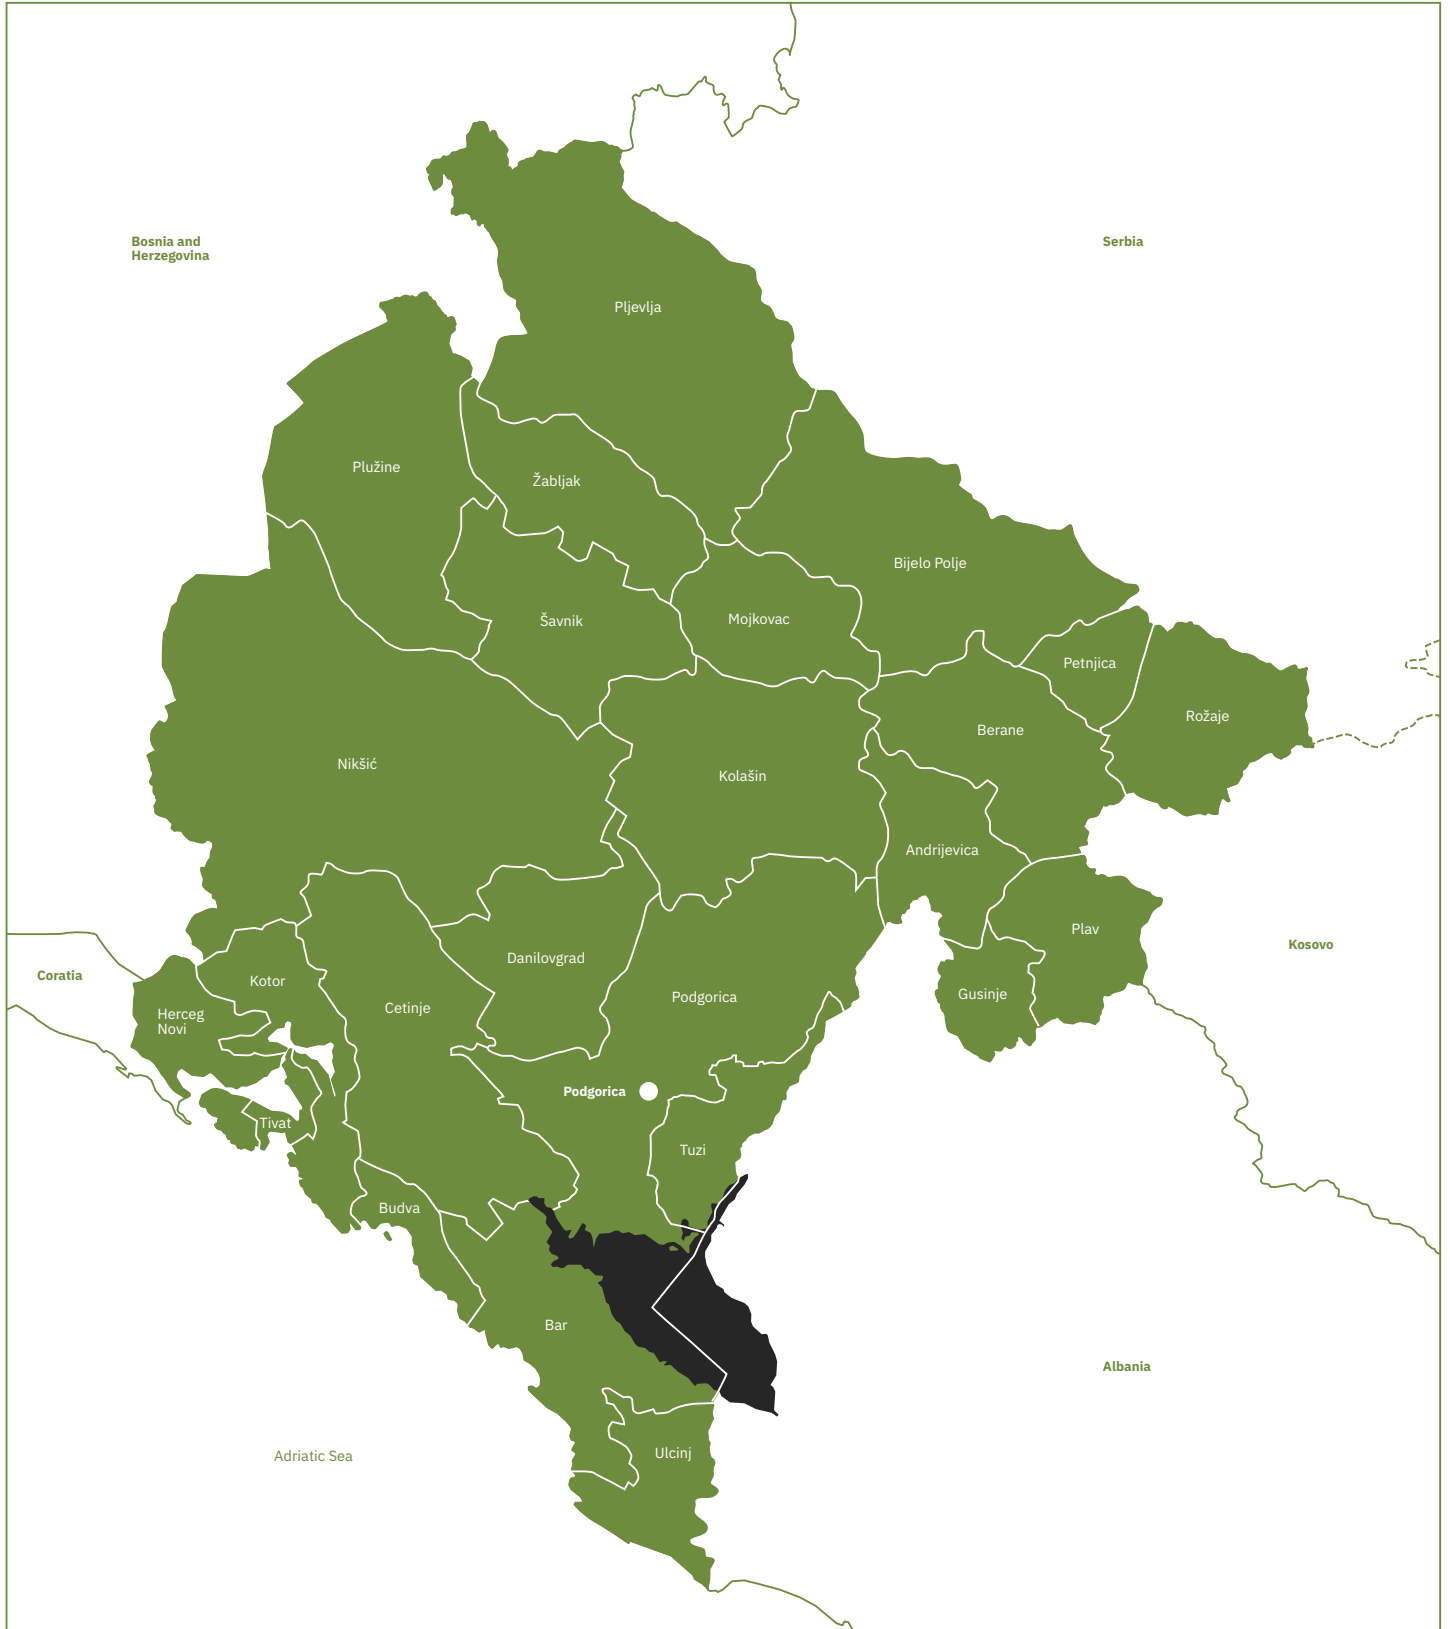 Bosnia and
Herzegovina
Serbia
Pljevlja
Plužine
Žabljak
Bijelo Polje
Šavnik
Mojkovac
Petnjica
Rožaje
Berane
Nikšić
Kolašin
Andrijevica
Plav
Kosovo
Danilovgrad
Coratia
Kotor
Gusinje
Podgorica
Cetinje
Herceg
Novi
Podgorica
Tivat
Tuzi
Budva
Bar
Albania
Ulcinj
Adriatic Sea